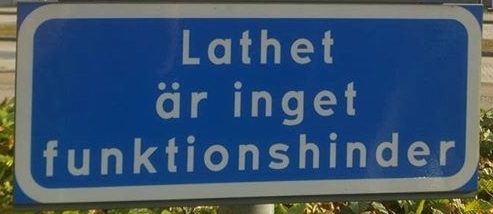 Lathet
är inget
funktionshinder